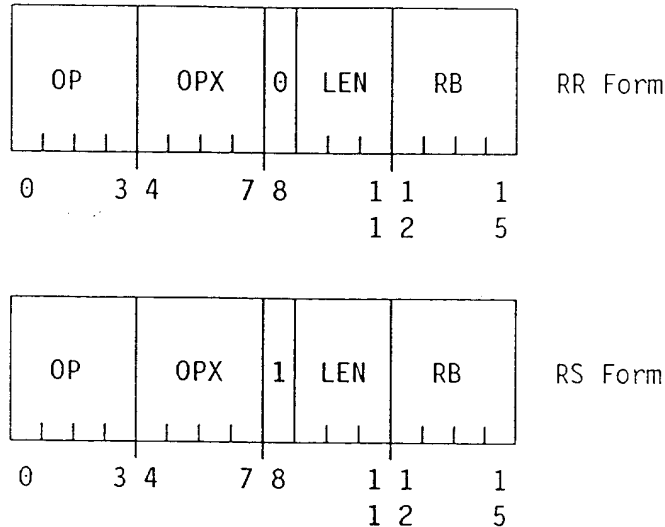 OP OPX 0 LEN RB RR Form
0 3 4 7 8 1 1 1
1 2 5
OP OPX 1 LEN RB RS Form
0 3 4 7 8 1 1 1
1 2 5